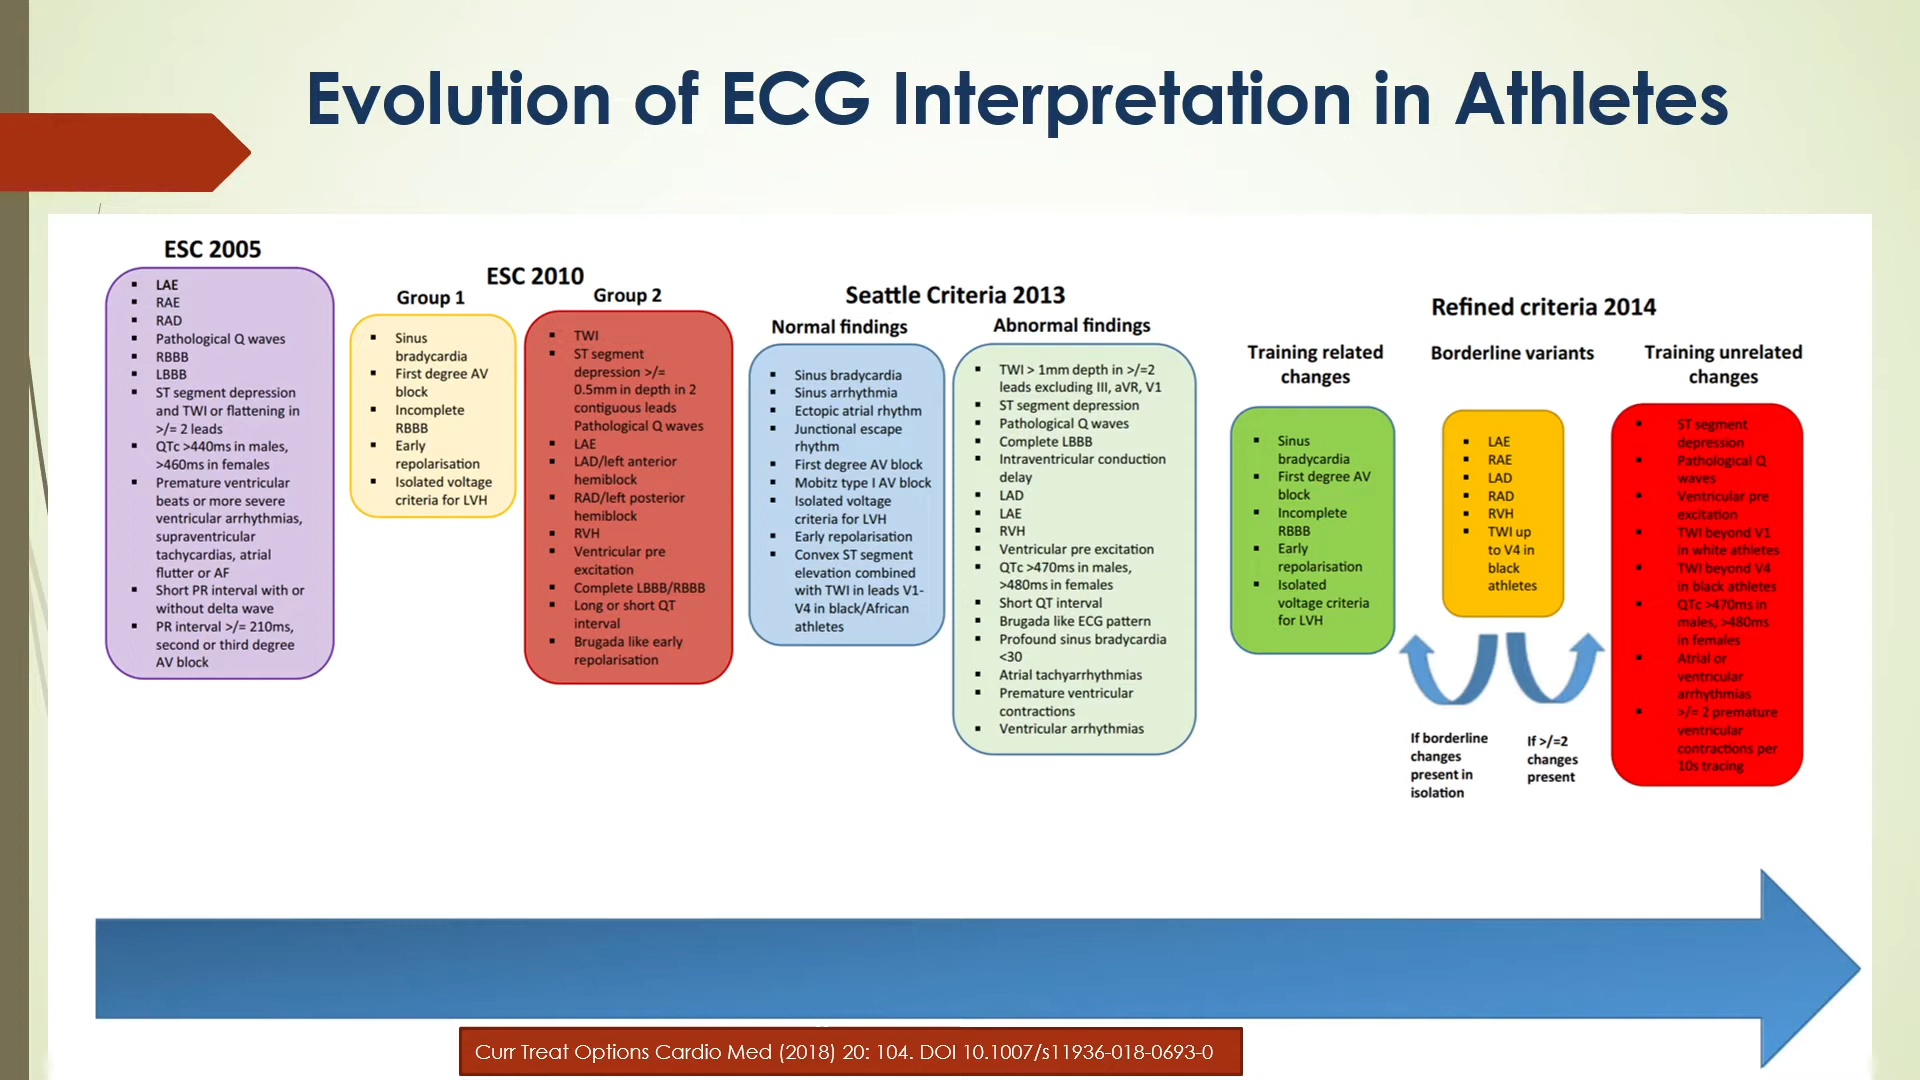 Evolution of ECG Interpretation in Athletes
ESC 2005
LAE
RAE
RAD
Pathological Q waves
RBBB
LBBB
ST segment depression
and TWI or flattening in
>/= 2 leads
QTc >440ms in males,
>460ms in females
Premature ventricular
beats or more severe
ventricular arrhythmias,
supraventricular
tachycardias, atrial
flutter or AF
Short PR interval with or
without delta wave
PR interval >/= 210ms,
second or third degree
AV block
ESC 2010
Group 1
Sinus
bradycardia
First degree AV
block
Incomplete
RBBB
Early
repolarisation
Isolated voltage
criteria for LVH
Group 2
TWI
ST segment
depression >/=
0.5mm in depth in 2
contiguous leads
Pathological Q waves
LAE
LAD/left anterior
hemiblock
RAD/left posterior
hemiblock
RVH
Ventricular pre
excitation
Complete LBBB/RBBB
Long or short QT
interval
Brugada like early
repolarisation
Seattle Criteria 2013
Normal findings
Sinus bradycardia
Sinus arrhythmia
Ectopic atrial rhythm
Junctional escape
rhythm
First degree AV block
Mobitz type I AV block
Isolated voltage
criteria for LVH
Early repolarisation
Convex ST segment
elevation combined
with TWI in leads V1-
V4 in black/African
athletes
Abnormal findings
TWI > 1mm depth in >/=2
leads excluding III, aVR, V1
ST segment depression
Pathological Q waves
Complete LBBB
Intraventricular conduction
delay
LAD
LAE
RVH
Ventricular pre excitation
QTc >470ms in males,
>480ms in females
Short QT interval
Brugada like ECG pattern
Profound sinus bradycardia
<30
Atrial tachyarrhythmias
Premature ventricular
contractions
Ventricular arrhythmias
Refined criteria 2014
Training related
changes
Sinus
bradycardia
First degree AV
block
Incomplete
RBBB
Early
repolarisation
Isolated
voltage criteria
for LVH
Borderline variants
LAE
RAE
LAD
RAD
RVH
TWI up
to V4 in
black
athletes
If borderline
changes
present in
isolation
If >/=2
changes
present
Training unrelated
changes
ST segment
depression
Pathological Q
waves
Ventricular pre
excitation
TWI beyond V1
in white athletes
TWI beyond V4
in black athletes
QTc >470ms in
males, >480ms
in females
Atrial or
ventricular
arrhythmias
>/= 2 premature
ventricular
contractions per
10s tracing
Curr Treat Options Cardio Med (2018) 20: 104. DOI 10.1007/s11936-018-0693-0